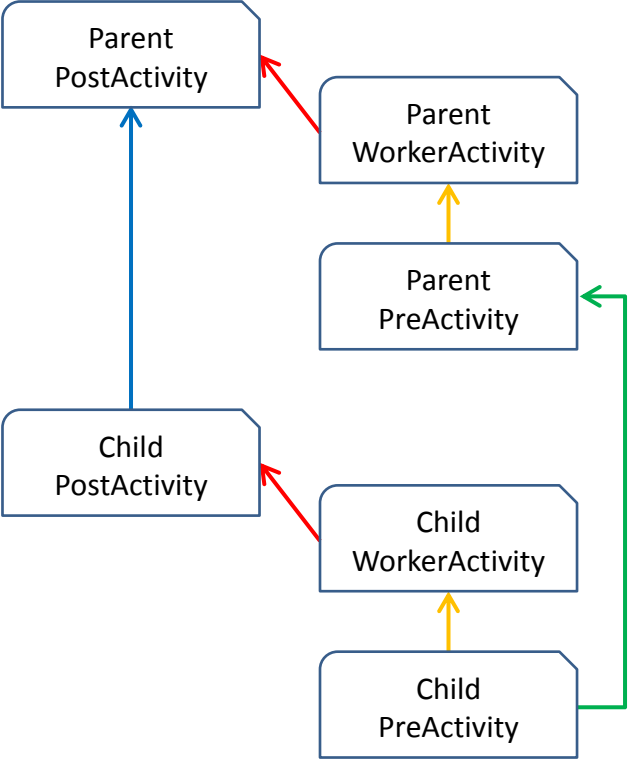 Parent
PostActivity
Parent
WorkerActivity
Parent
PreActivity
Child
PostActivity
Child
WorkerActivity
Child
PreActivity